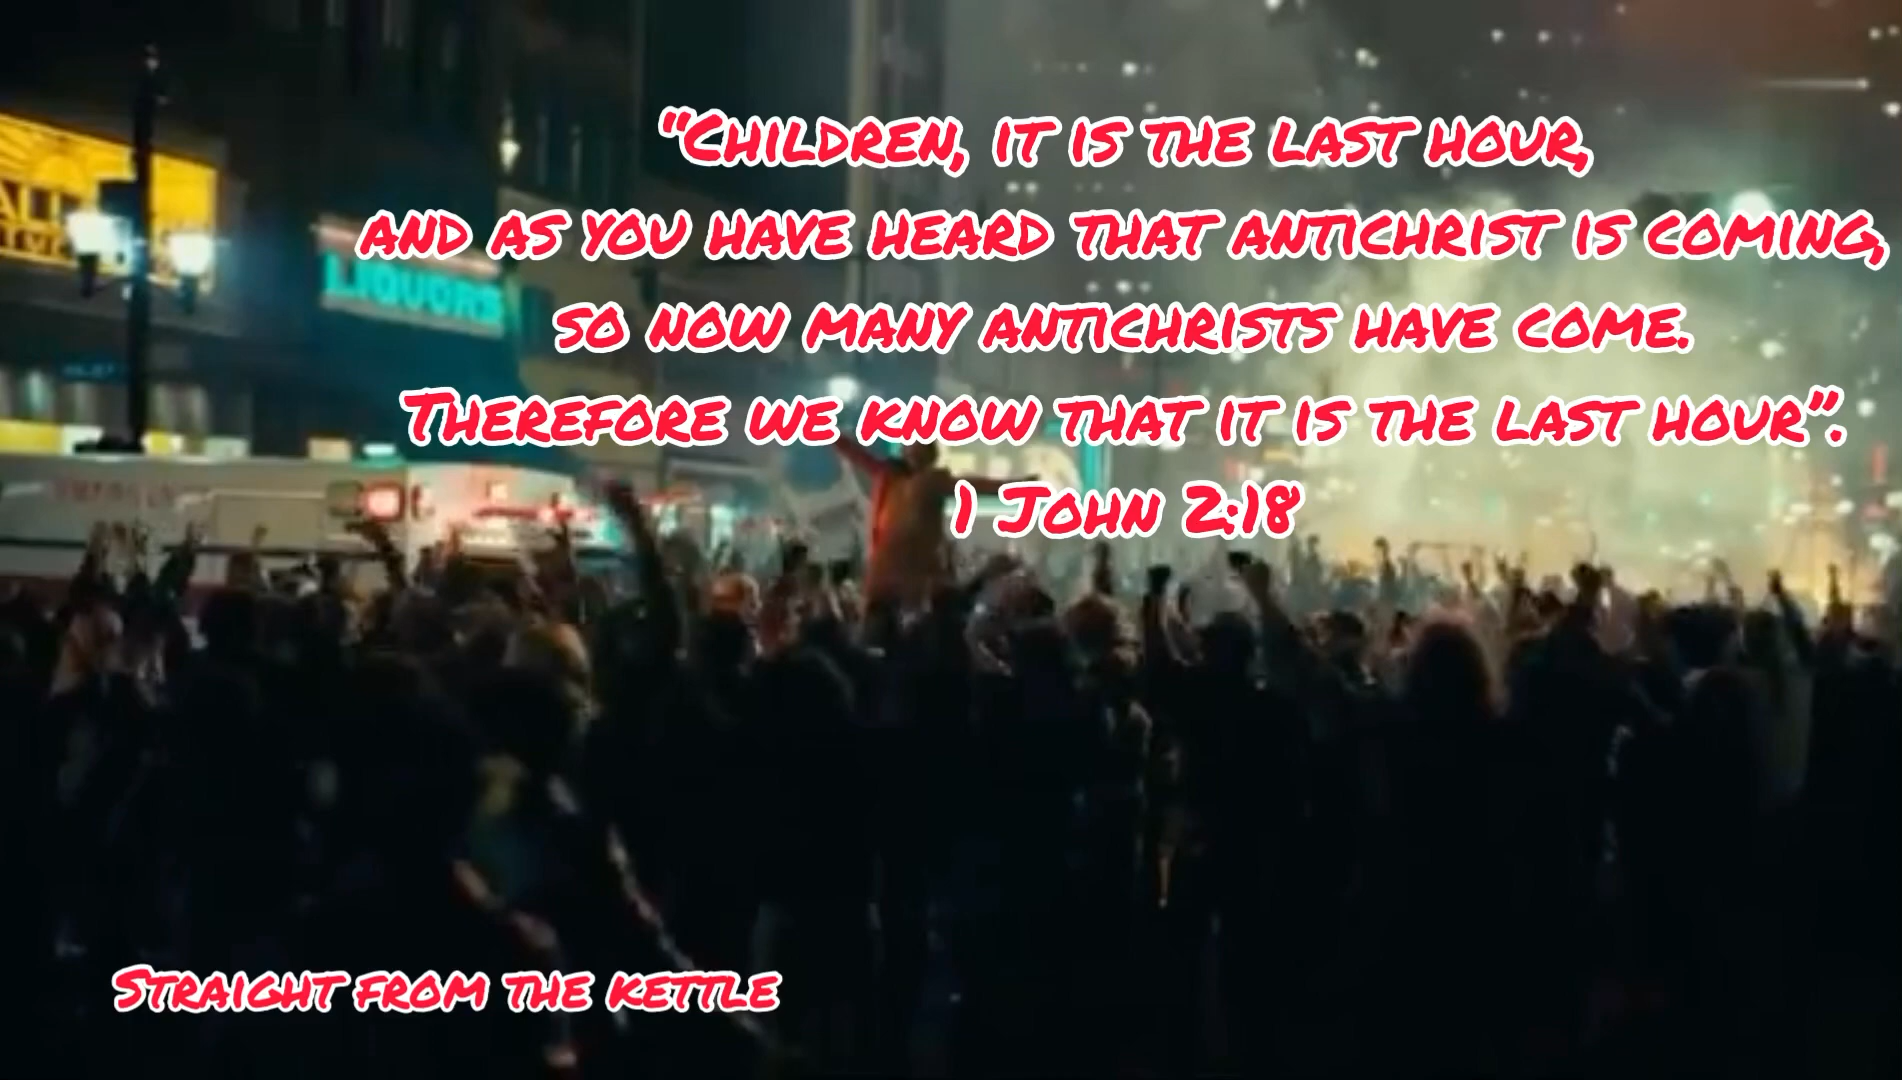 “Children, it is the last hour,
and as you have heard that antichrist is coming,
so now many antichrists have come.
Therefore we know that it is the last hour”.
1 John 2:18
LIQUORS
Straight from the kettle